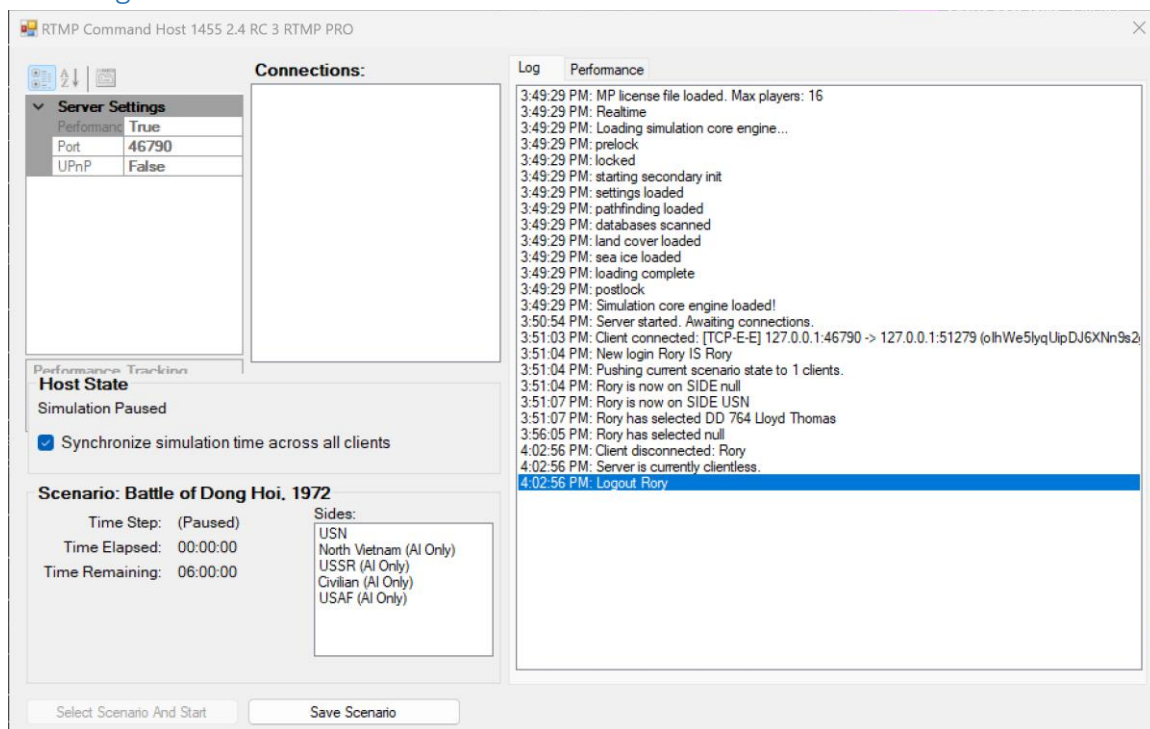 RTMP Command Host 1455 2.4 RC 3 RTMP PRO
Server Settings
Performanc True
Port 46790
UPnP False
Performance Tracking
Connections:
Host State
Simulation Paused
Synchronize simulation time across all clients
Scenario: Battle of Dong Hoi, 1972
Time Step: (Paused)
Time Elapsed: 00:00:00
Time Remaining: 06:00:00
Sides:
USN
North Vietnam (AI Only)
USSR (AI Only)
Civilian (AI Only)
USAF (AI Only)
Select Scenario And Start
Save Scenario
Log
Performance
3:49:29 PM: MP license file loaded. Max players: 16
3:49:29 PM: Realtime
3:49:29 PM: Loading simulation core engine...
3:49:29 PM: prelock
3:49:29 PM: locked
3:49:29 PM: starting secondary init
3:49:29 PM: settings loaded
3:49:29 PM: pathfinding loaded
3:49:29 PM: databases scanned
3:49:29 PM: land cover loaded
3:49:29 PM: sea ice loaded
3:49:29 PM: loading complete
3:49:29 PM: postlock
3:49:29 PM: Simulation core engine loaded!
3:50:54 PM: Server started. Awaiting connections.
3:51:03 PM: Client connected: [TCP-E-E] 127.0.0.1:46790 -> 127.0.0.1:51279
3:51:04 PM: New login Rory IS Rory
3:51:04 PM: Pushing current scenario state to 1 clients.
3:51:04 PM: Rory is now on SIDE null
3:51:07 PM: Rory is now on SIDE USN
3:51:07 PM: Rory has selected DD 764 Lloyd Thomas
3:56:05 PM: Rory has selected null
4:02:56 PM: Client disconnected: Rory
4:02:56 PM: Server is currently clientless.
4:02:56 PM: Logout Rory